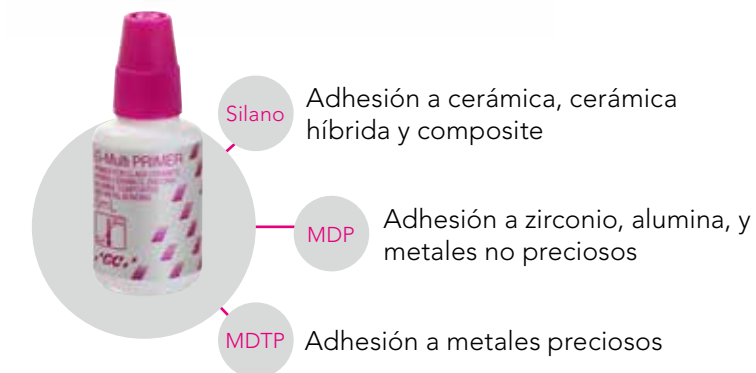 Silano
Adhesión a cerámica, cerámica
híbrida y composite
G-Multi PRIMER
MDP
Adhesión a zirconio, alumina, y
metales no preciosos
GC
MDTP
Adhesión a metales preciosos